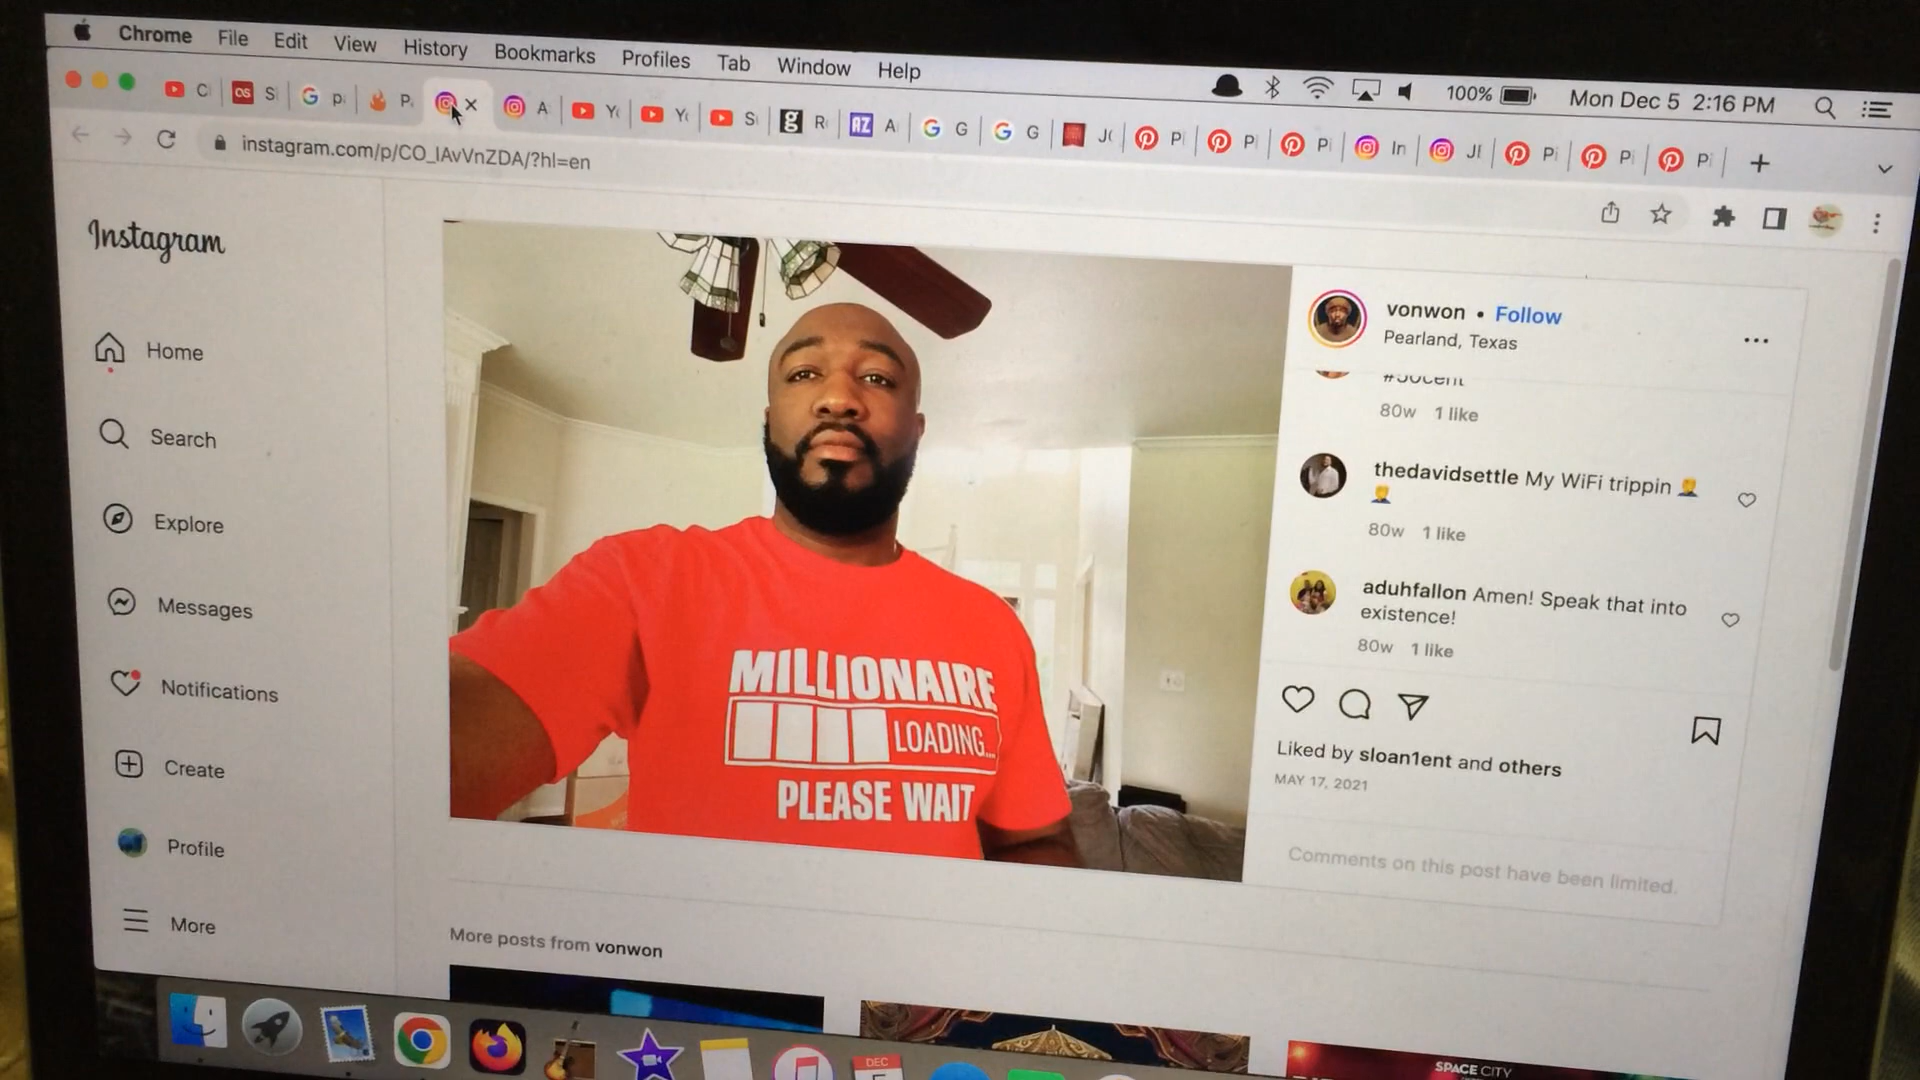 Chrome File Edit View History Bookmarks Profiles Tab Window Help
100% Mon Dec 5 2:16 PM
instagram.com/p/CO_IAvVnZDA/?hl=en
Instagram
Home
Search
Explore
Messages
Notifications
Create
Profile
More
MILLIONAIRE
LOADING...
PLEASE WAIT
vonwon • Follow
Pearland, Texas
#50cent
80w 1 like
thedavidsettle My WiFi trippin 🤦‍♂️
🤦‍♂️
80w 1 like
aduhfallon Amen! Speak that into
existence!
80w 1 like
Liked by sloan1ent and others
MAY 17, 2021
Comments on this post have been limited.
More posts from vonwon
SPACE CITY
DEC